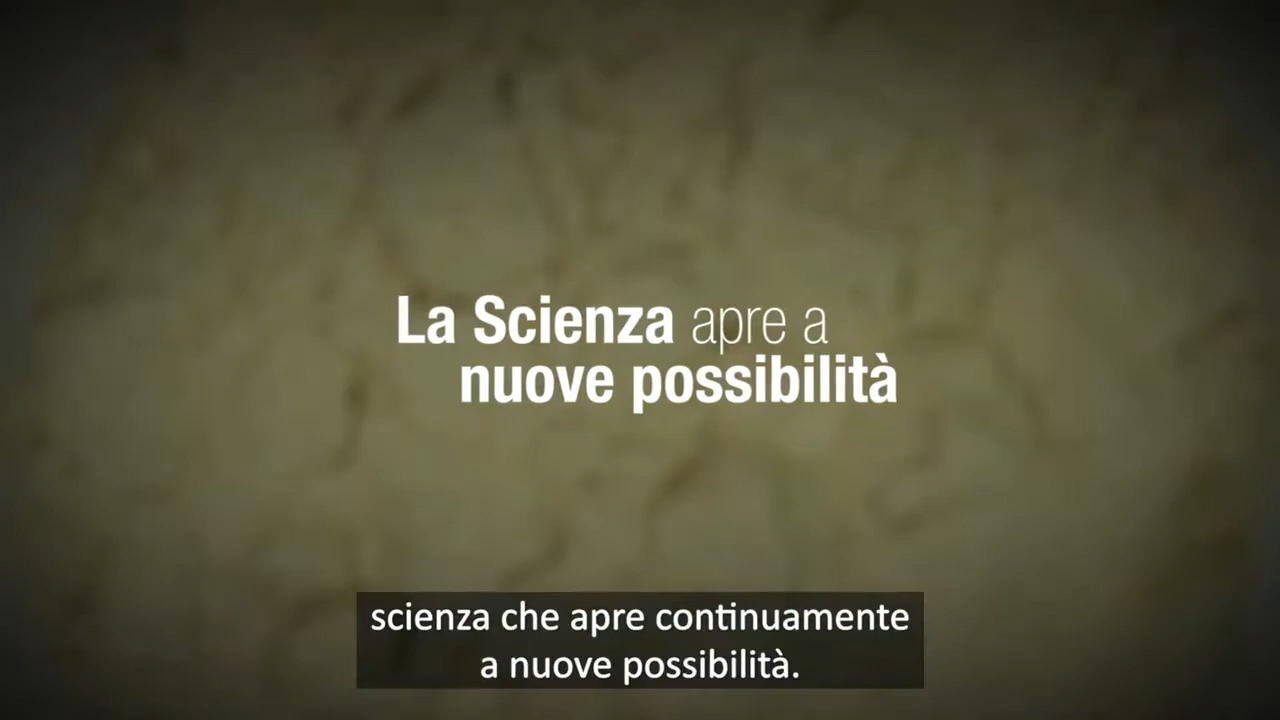 La Scienza apre a
nuove possibilità
scienza che apre continuamente
a nuove possibilità.